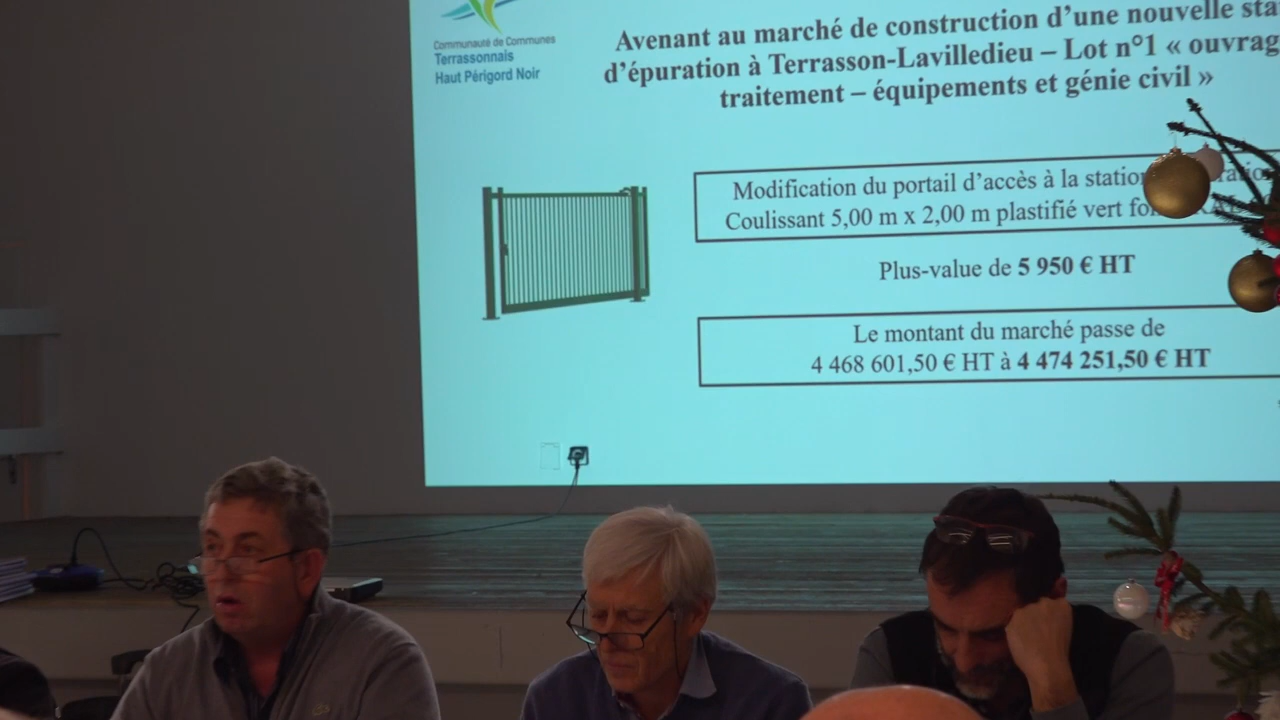 Communauté de Communes
Terrassonnais
Haut Périgord Noir
Avenant au marché de construction d’une nouvelle
d’épuration à Terrasson-Lavilledieu – Lot n°1 «
traitement – équipements et génie civil »
Modification du portail d’accès à la station
Coulissant 5,00 m x 2,00 m plastifié vert
Plus-value de 5 950 € HT
Le montant du marché passe de
4 468 601,50 € HT à 4 474 251,50 € HT